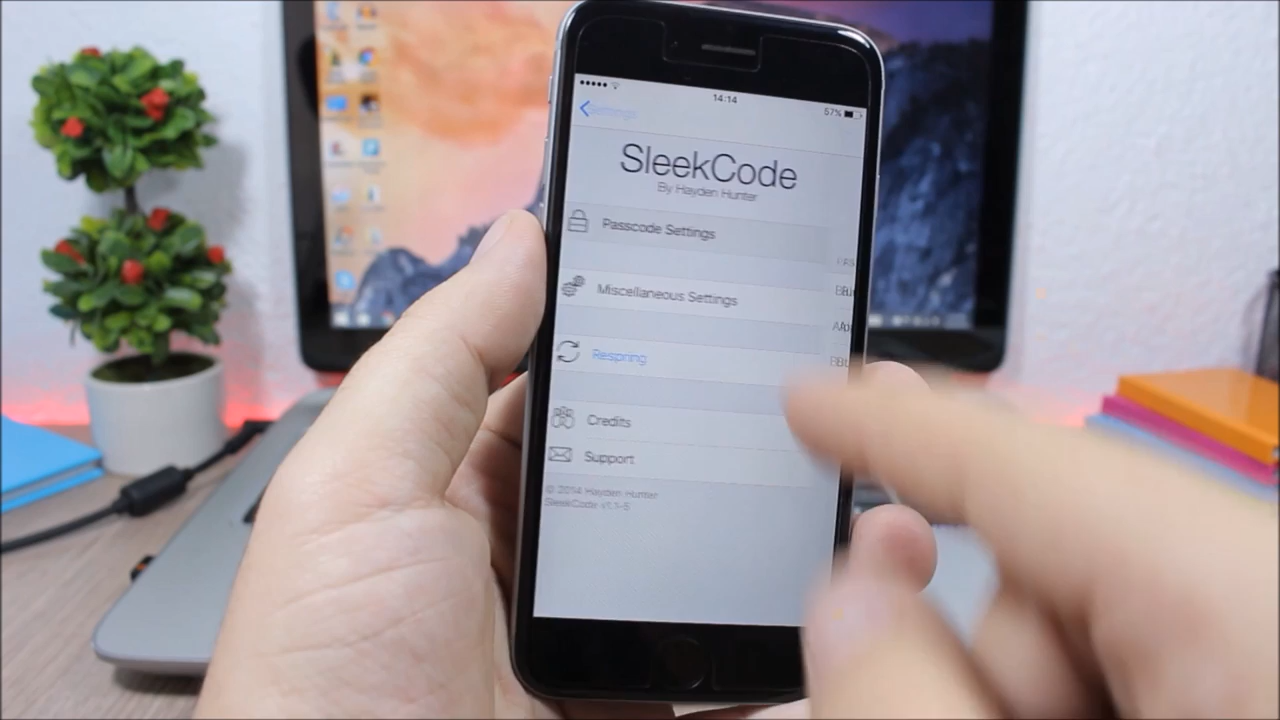 14:14
57%
Settings
SleekCode
By Hayden Hunter
Passcode Settings
Miscellaneous Settings
Respring
Credits
Support
© 2014 Hayden Hunter
SleekCode v1.1-5